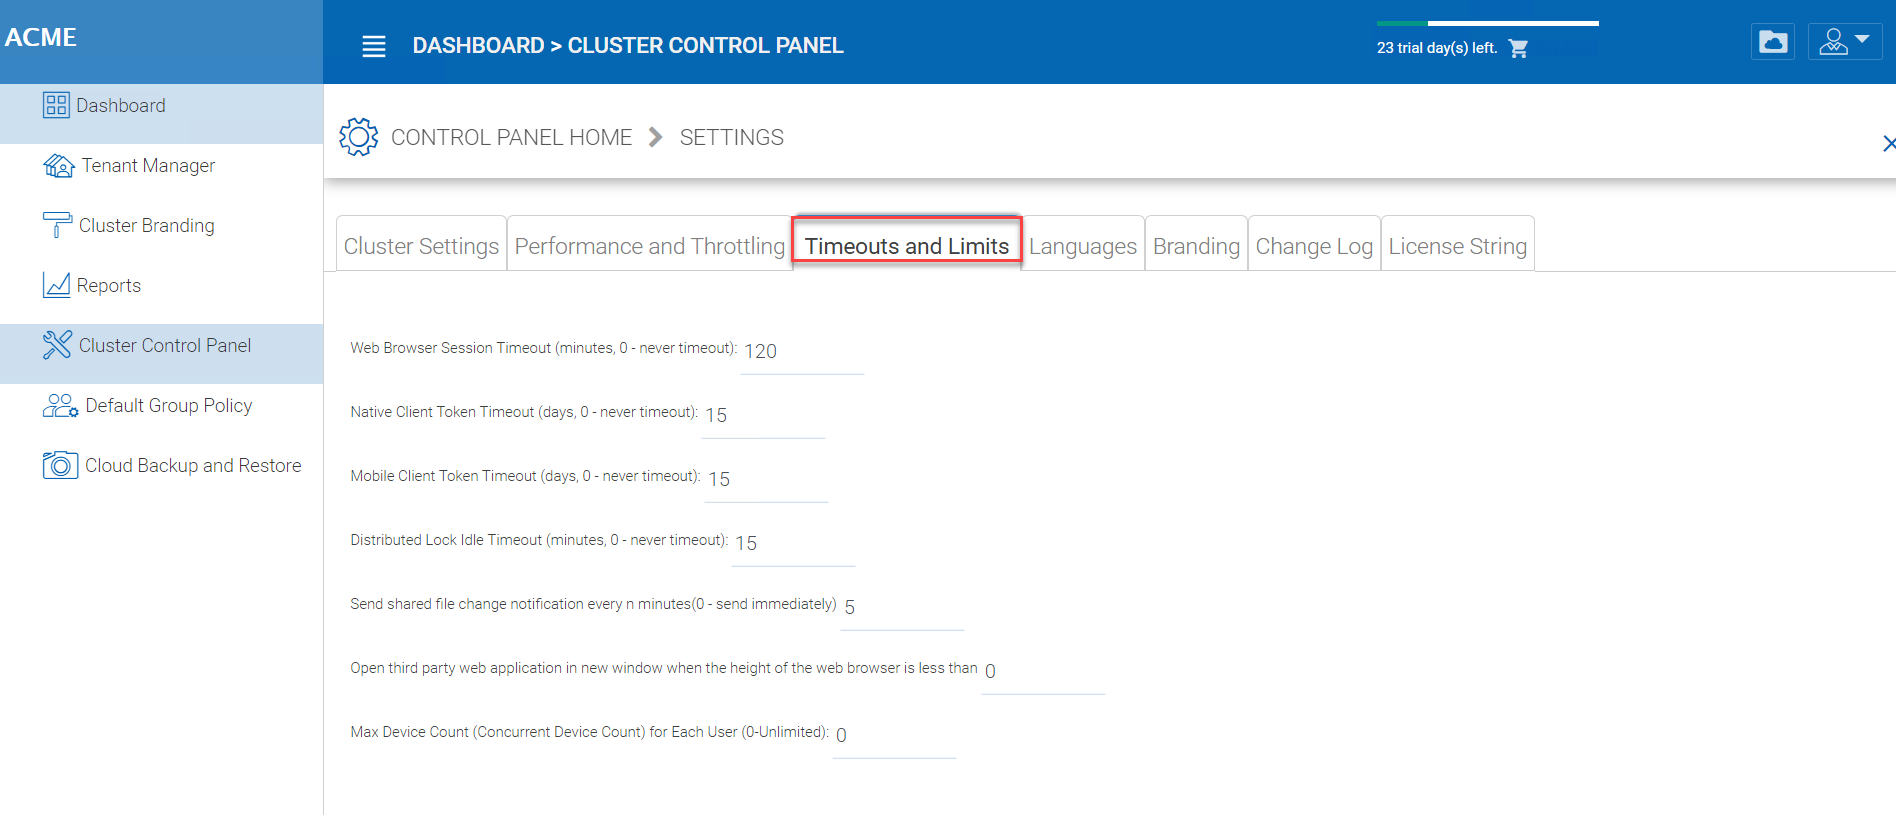 ACME
DASHBOARD > CLUSTER CONTROL PANEL
23 trial day(s) left.
Dashboard
Tenant Manager
Cluster Branding
Reports
Cluster Control Panel
Default Group Policy
Cloud Backup and Restore
CONTROL PANEL HOME SETTINGS
Cluster Settings Performance and Throttling Timeouts and Limits Languages Branding Change Log License String
Web Browser Session Timeout (minutes, 0 - never timeout): 120
Native Client Token Timeout (days, 0 - never timeout): 15
Mobile Client Token Timeout (days, 0 - never timeout): 15
Distributed Lock Idle Timeout (minutes, 0 - never timeout): 15
Send shared file change notification every n minutes(0 - send immediately) 5
Open third party web application in new window when the height of the web browser is less than 0
Max Device Count (Concurrent Device Count) for Each User (0-Unlimited): 0